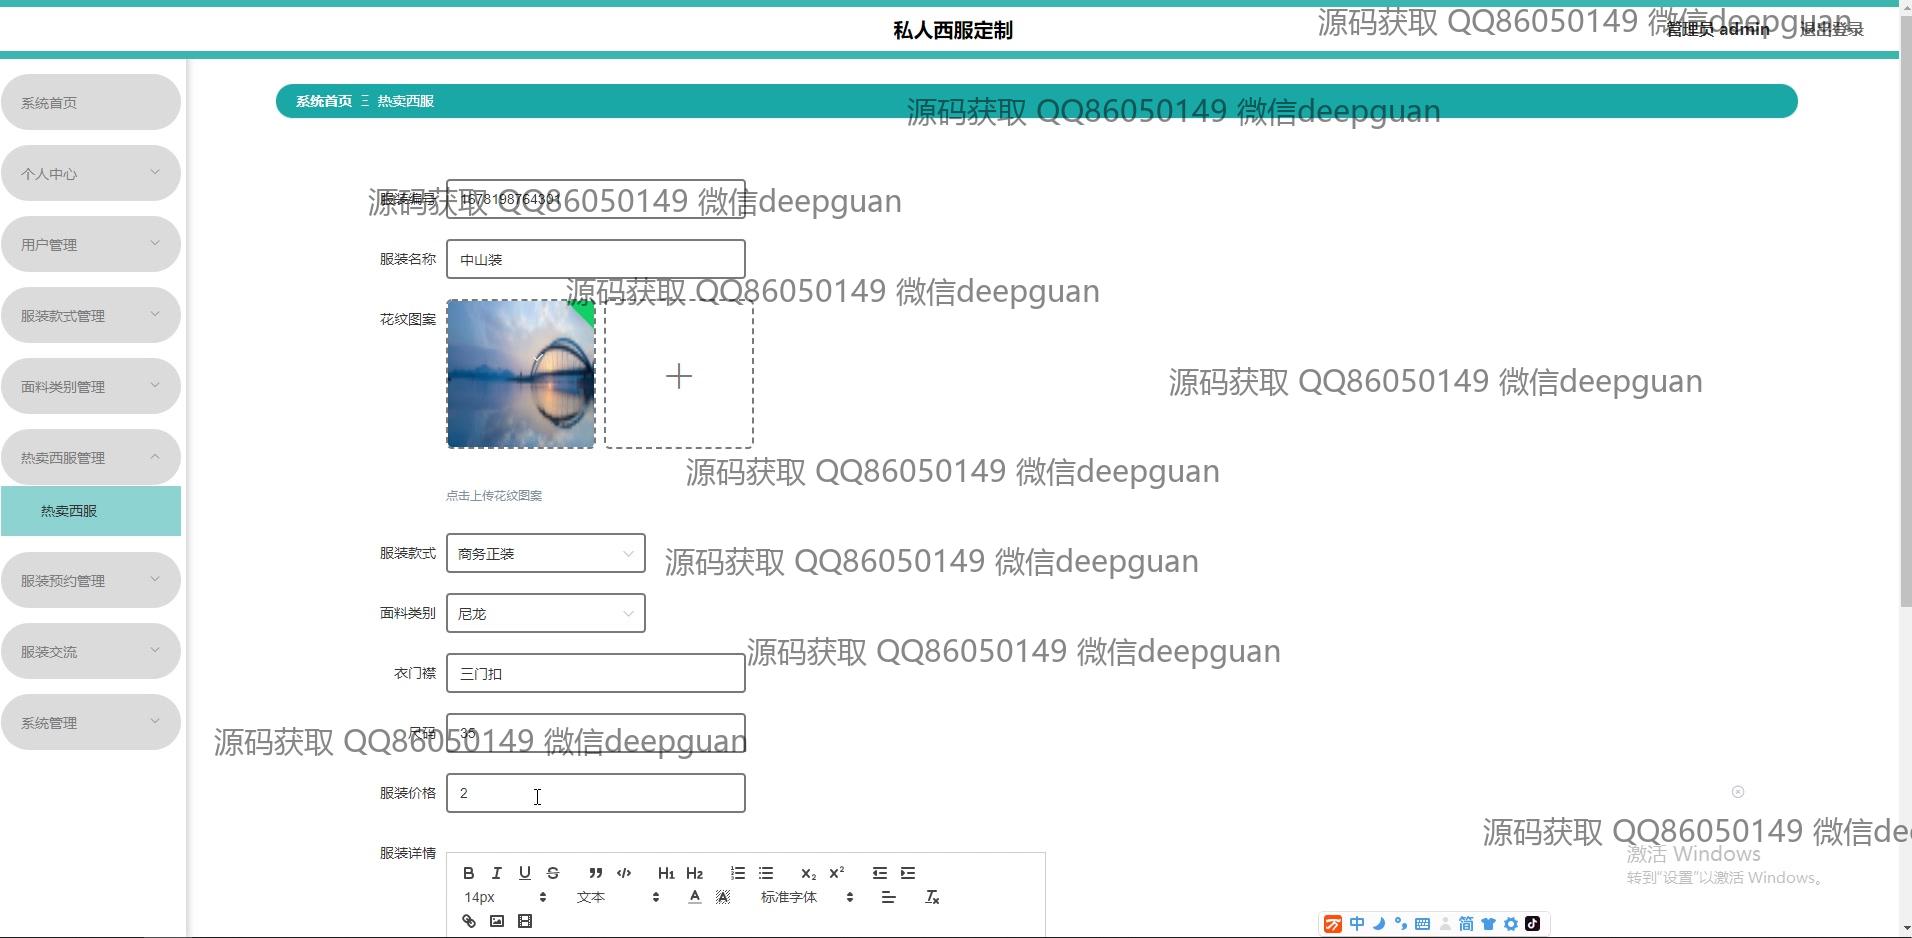 私人西服定制
源码获取 QQ86050149 微信deepguan
管理员 admin
退出登录
系统首页
系统首页 Ξ 热卖西服
源码获取 QQ86050149 微信deepguan
个人中心
用户管理
服装款式管理
面料类别管理
热卖西服管理
热卖西服
服装预约管理
服装交流
系统管理
服装编号 1678198764301
源码获取 QQ86050149 微信deepguan
服装名称 中山装
源码获取 QQ86050149 微信deepguan
花纹图案
源码获取 QQ86050149 微信deepguan
源码获取 QQ86050149 微信deepguan
点击上传花纹图案
服装款式 商务正装
源码获取 QQ86050149 微信deepguan
面料类别 尼龙
源码获取 QQ86050149 微信deepguan
衣门襟 三门扣
尺码 35
源码获取 QQ86050149 微信deepguan
服装价格 2
源码获取 QQ86050149 微信de
激活 Windows
转到"设置"以激活 Windows。
服装详情
B I U S H1 H2 X2 X2
14px 文本 A A 标准字体 Tx
中 简